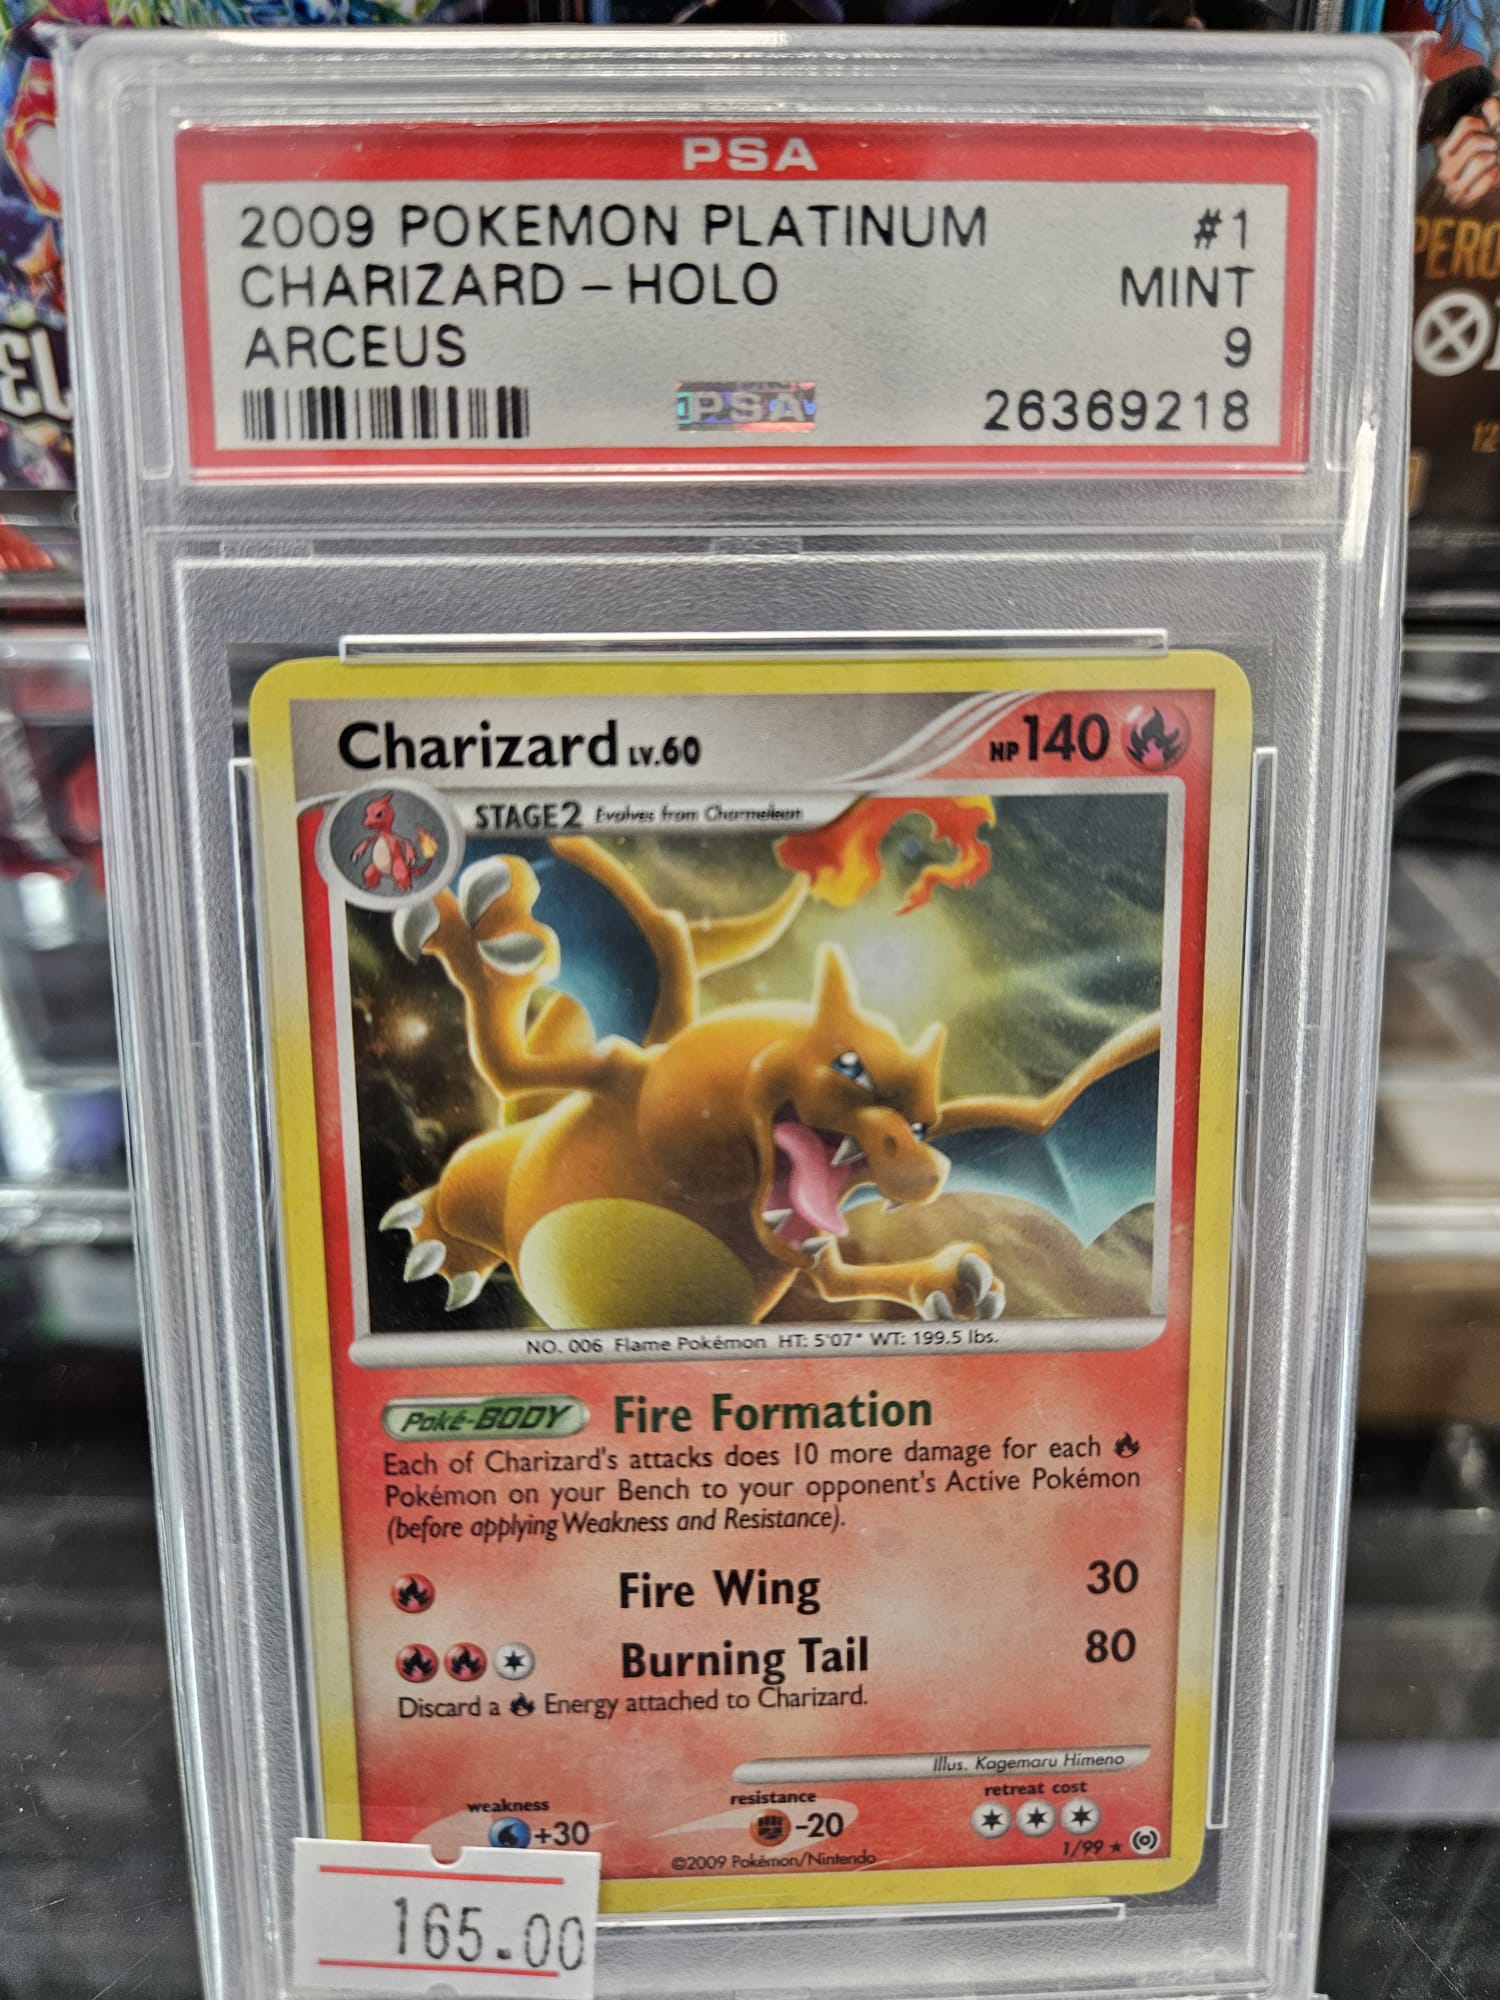 PSA
2009 POKEMON PLATINUM #1
CHARIZARD - HOLO MINT
ARCEUS 9
PSA 26369218
Charizard LV.60 HP 140
STAGE2 Evolves from Charmeleon
NO. 006 Flame Pokémon HT: 5'07" WT: 199.5 lbs.
Poké-BODY Fire Formation
Each of Charizard's attacks does 10 more damage for each
Pokémon on your Bench to your opponent's Active Pokémon
(before applying Weakness and Resistance).
Fire Wing 30
Burning Tail 80
Discard a Energy attached to Charizard.
Illus. Kagemaru Himeno
weakness resistance retreat cost
+30 -20
©2009 Pokémon/Nintendo 1/99
165.00